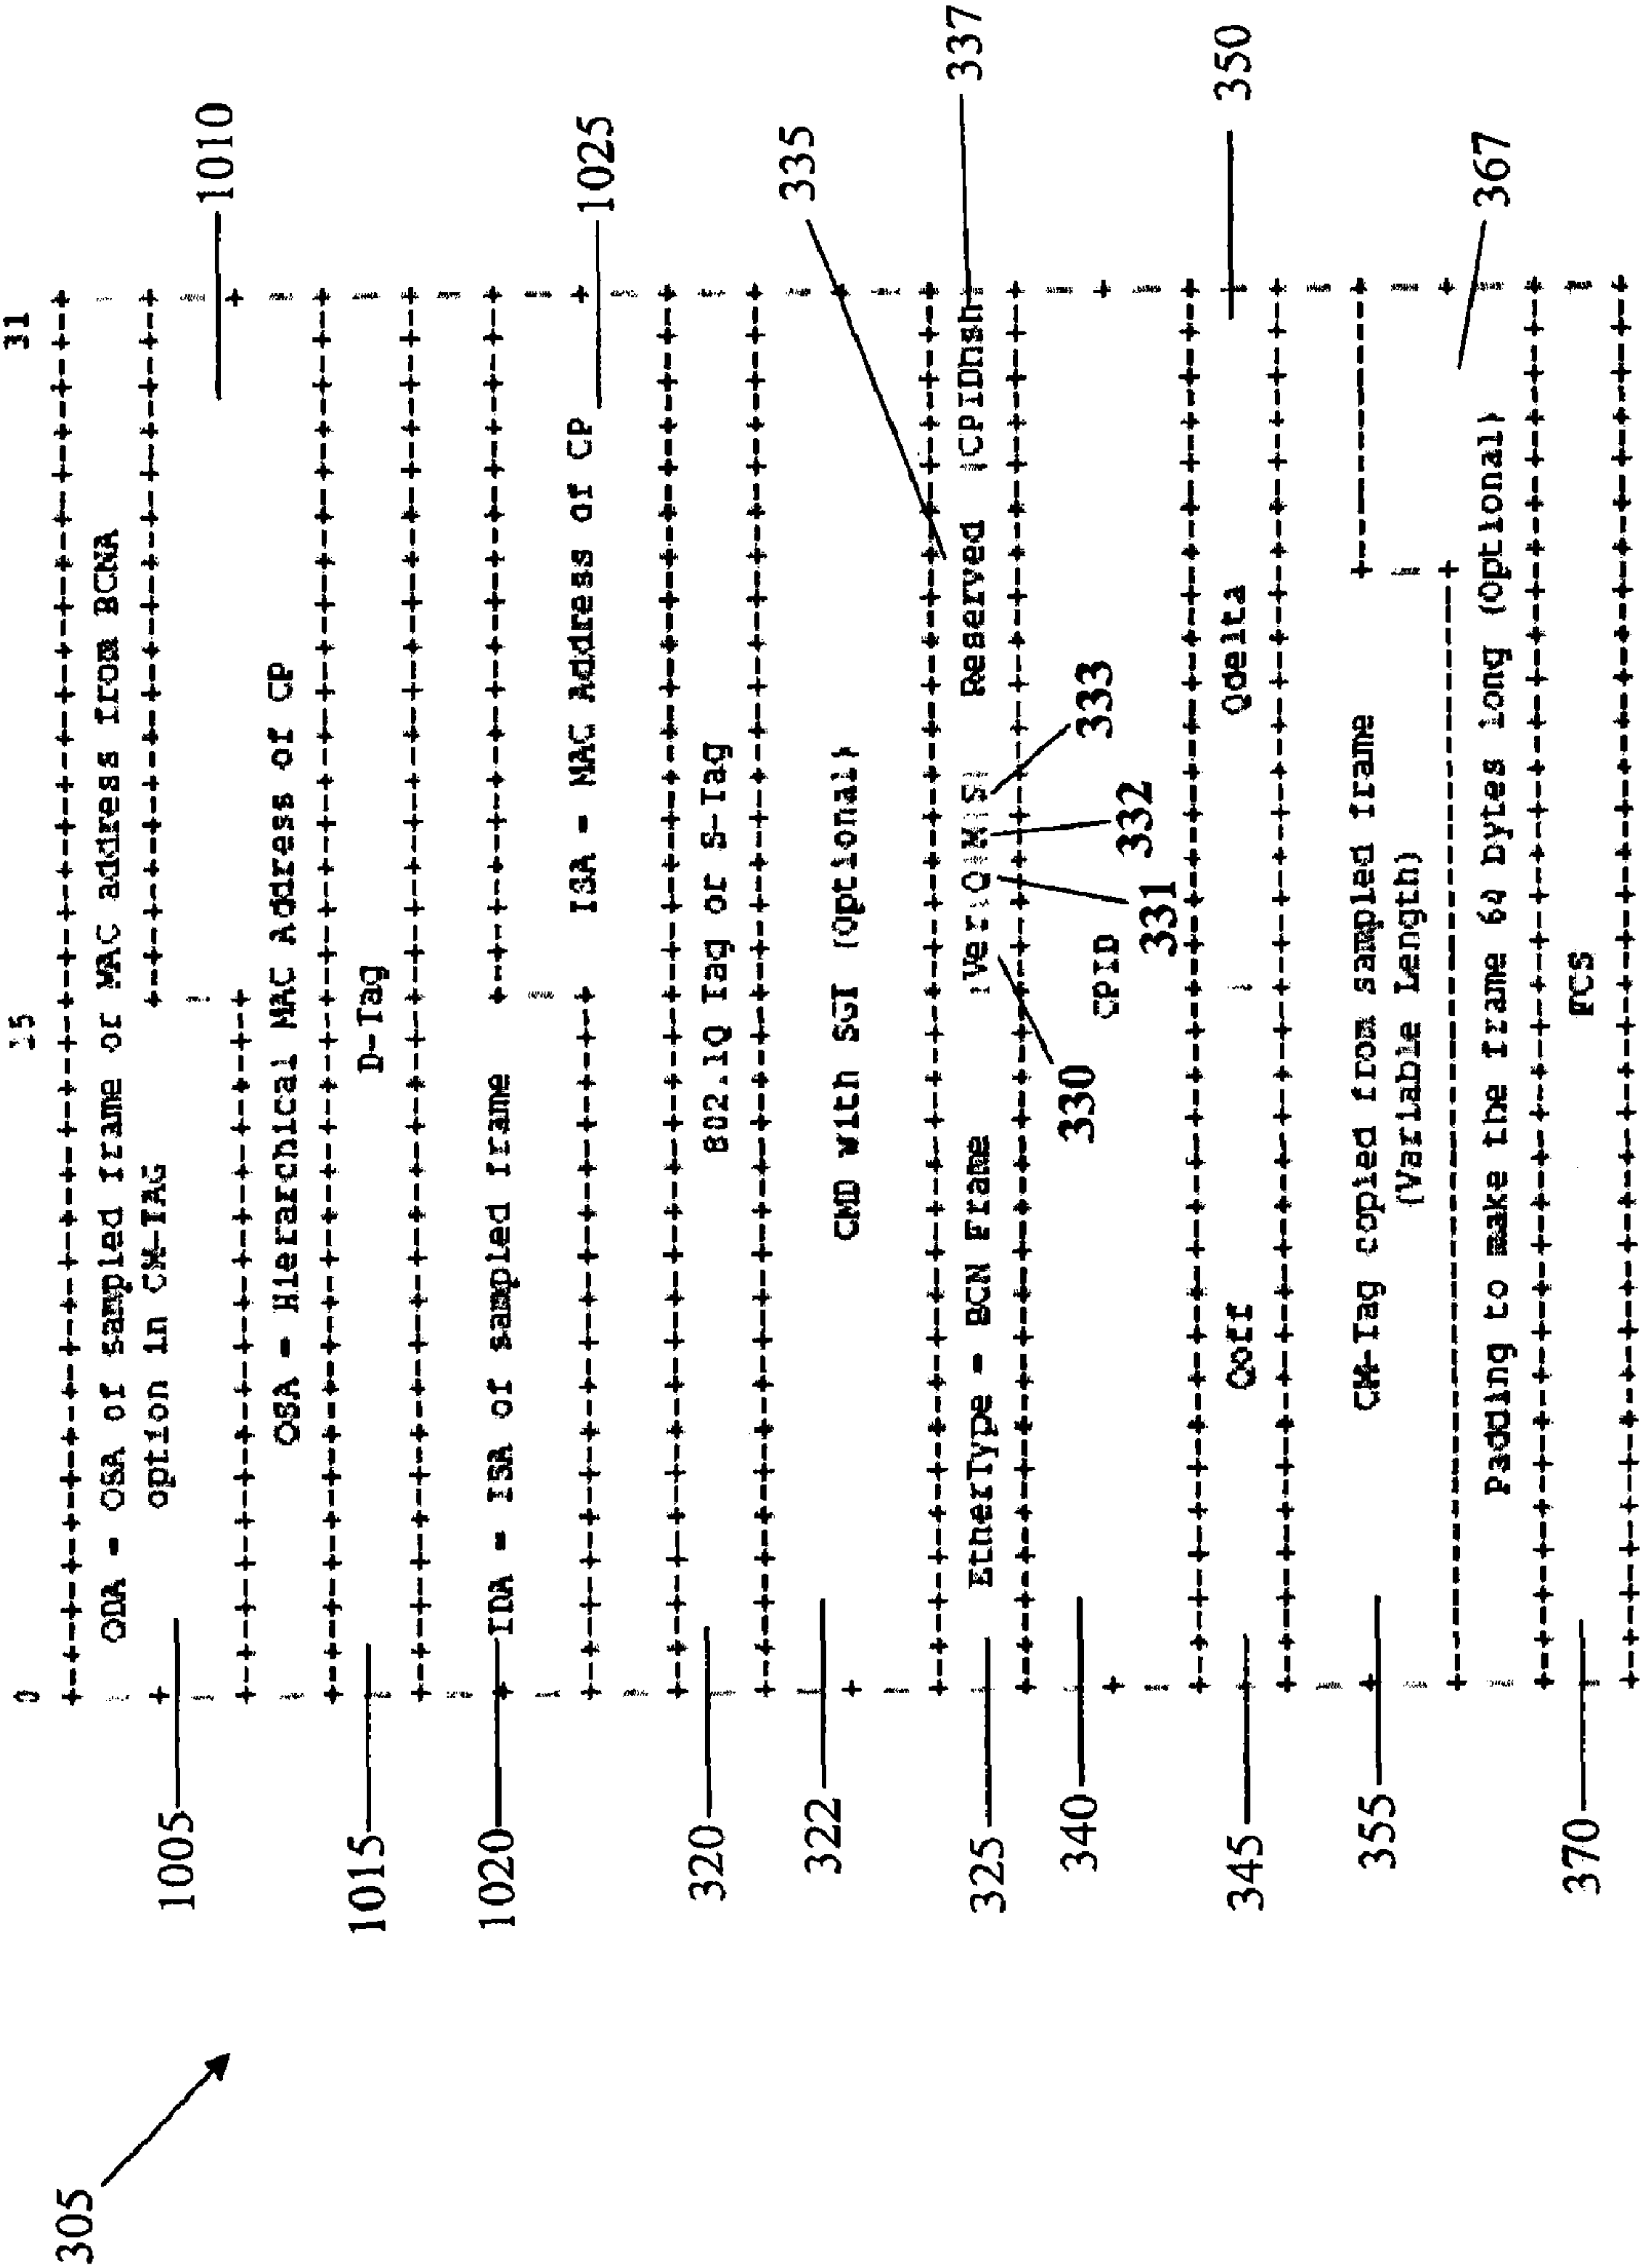 305
0 15 31
1005
ODA = OSA of sampled frame or MAC address from BCNA
option in CM-TAG
1010
OSA = Hierarchical MAC Address of CP
1015
D-Tag
1020
IDA = ISA of sampled frame
ISA = MAC Address of CP
1025
320
802.1Q Tag or S-Tag
322
CMD With SGT (Optional)
335
325
EtherType = BCN Frame |Ver|Q|M|S| Reserved |CPIDhsh
337
330
331
332
333
340
CPID
345
Qoff
Qdelta
350
355
CM-Tag copied from sampled frame
(Variable Length)
367
Padding to make the frame 64 bytes long (Optional)
370
FCS